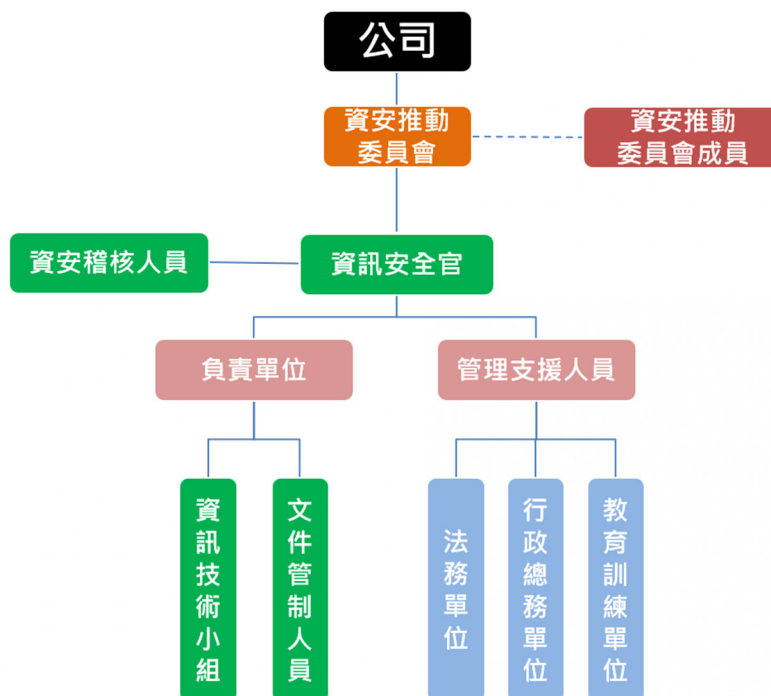 公司
資安推動
委員會
資安推動
委員會成員
資安稽核人員
資訊安全官
負責單位
管理支援人員
資訊技術小組
文件管制人員
法務單位
行政總務單位
教育訓練單位